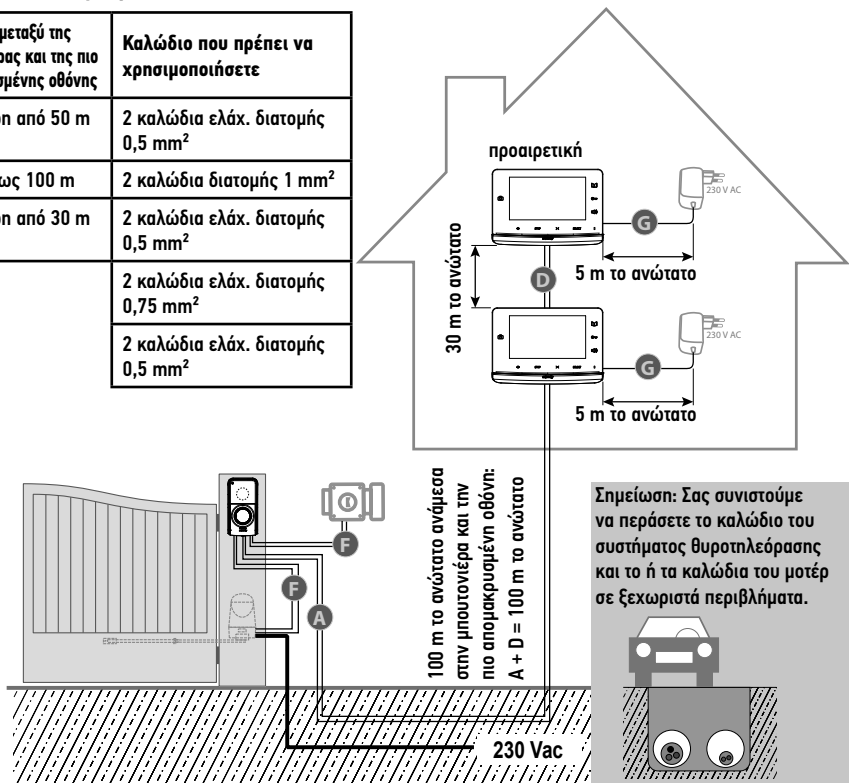 μεταξύ της
και της πιο
οθόνης
Καλώδιο που πρέπει να
χρησιμοποιήσετε
από 50 m
2 καλώδια ελάχ. διατομής
0,5 mm²
100 m
2 καλώδια διατομής 1 mm²
από 30 m
2 καλώδια ελάχ. διατομής
0,5 mm²
2 καλώδια ελάχ. διατομής
0,75 mm²
2 καλώδια ελάχ. διατομής
0,5 mm²
προαιρετική
230 V AC
G
5 m το ανώτατο
D
30 m το ανώτατο
230 V AC
G
5 m το ανώτατο
F
F
A
100 m το ανώτατο ανάμεσα
στην μπουτονιέρα και την
πιο απομακρυσμένη οθόνη:
A + D = 100 m το ανώτατο
230 Vac
Σημείωση: Σας συνιστούμε
να περάσετε το καλώδιο του
συστήματος θυροτηλεόρασης
και το ή τα καλώδια του μοτέρ
σε ξεχωριστά περιβλήματα.